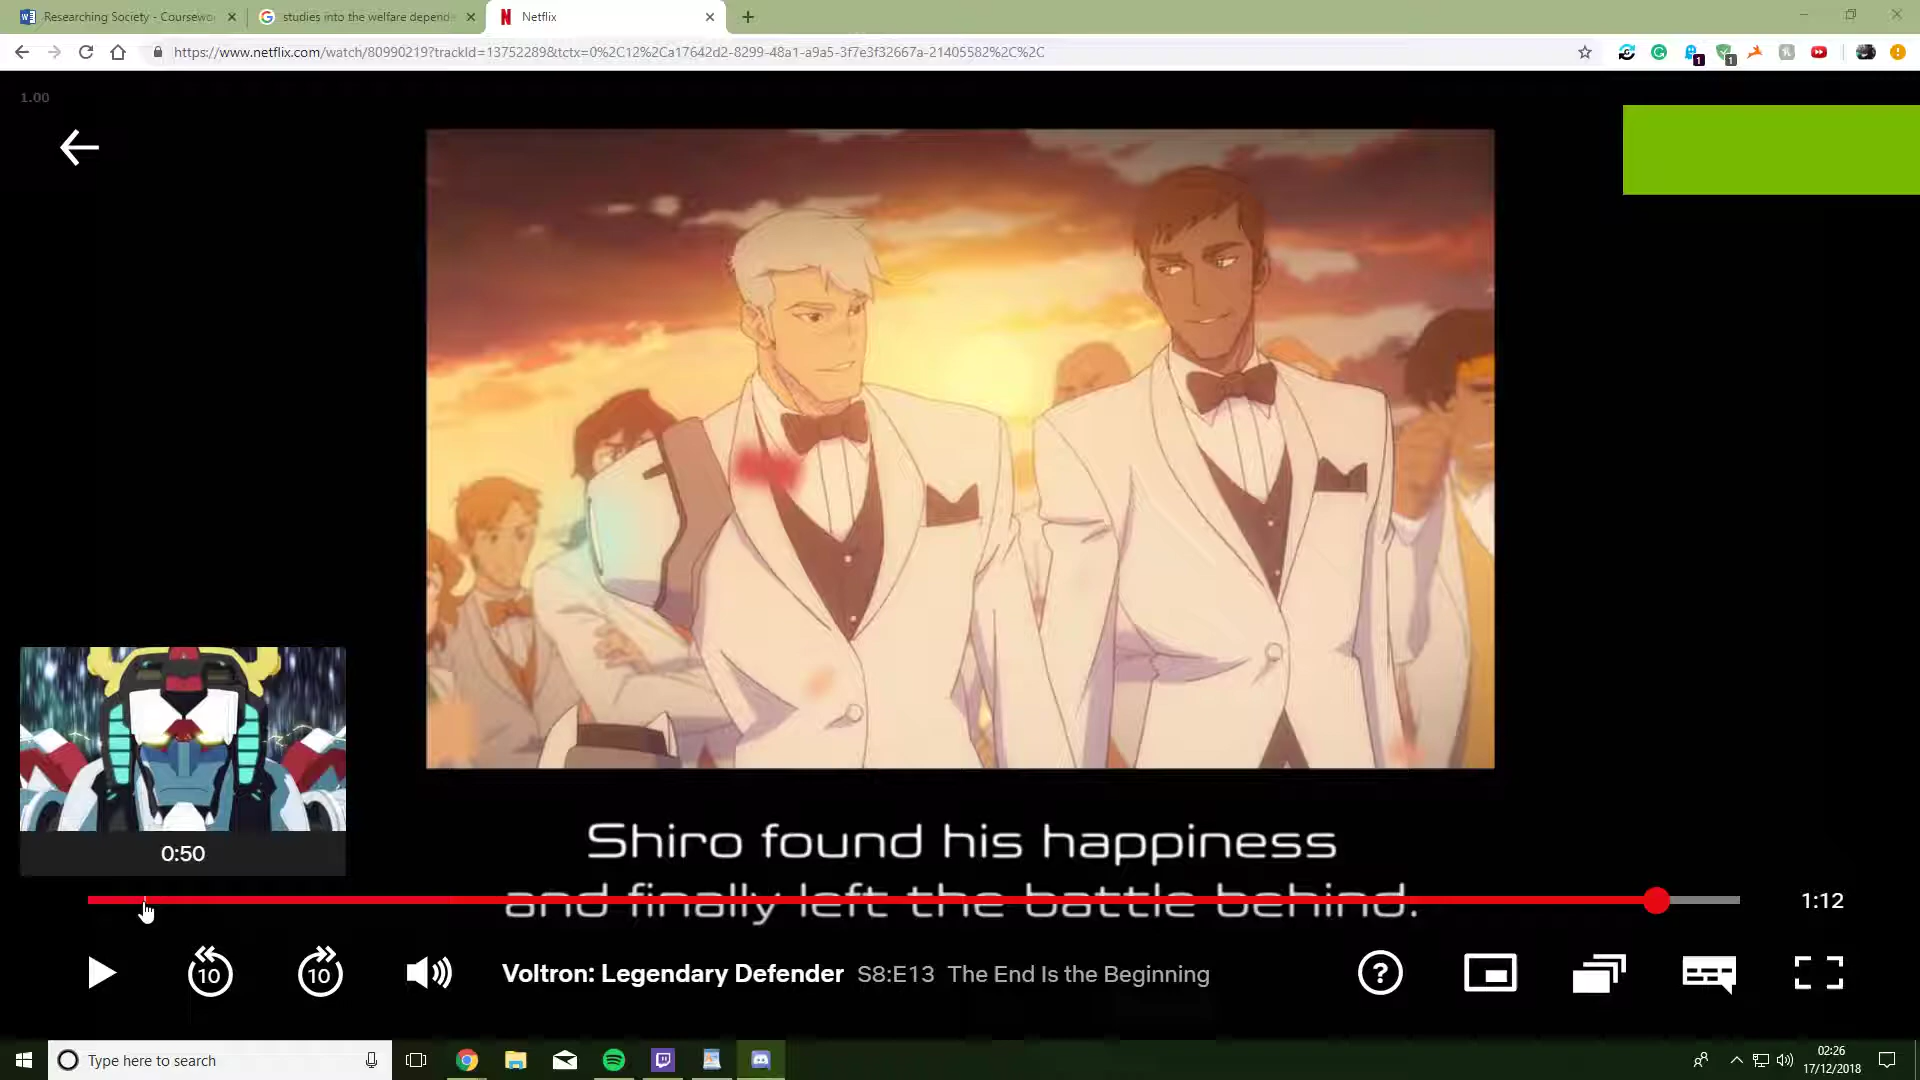 Researching Society - Coursewo
studies into the welfare depende
Netflix
https://www.netflix.com/watch/80990219?trackId=13752289&tctx=0%2C12%2Ca17642d2-8299-48a1-a9a5-3f7e3f32667a-21405582%2C%2C
1
1
1.00
0:50
Shiro found his happiness
and finally left the battle behind.
1:12
10
10
Voltron: Legendary Defender S8:E13 The End Is the Beginning
?
Type here to search
02:26
17/12/2018